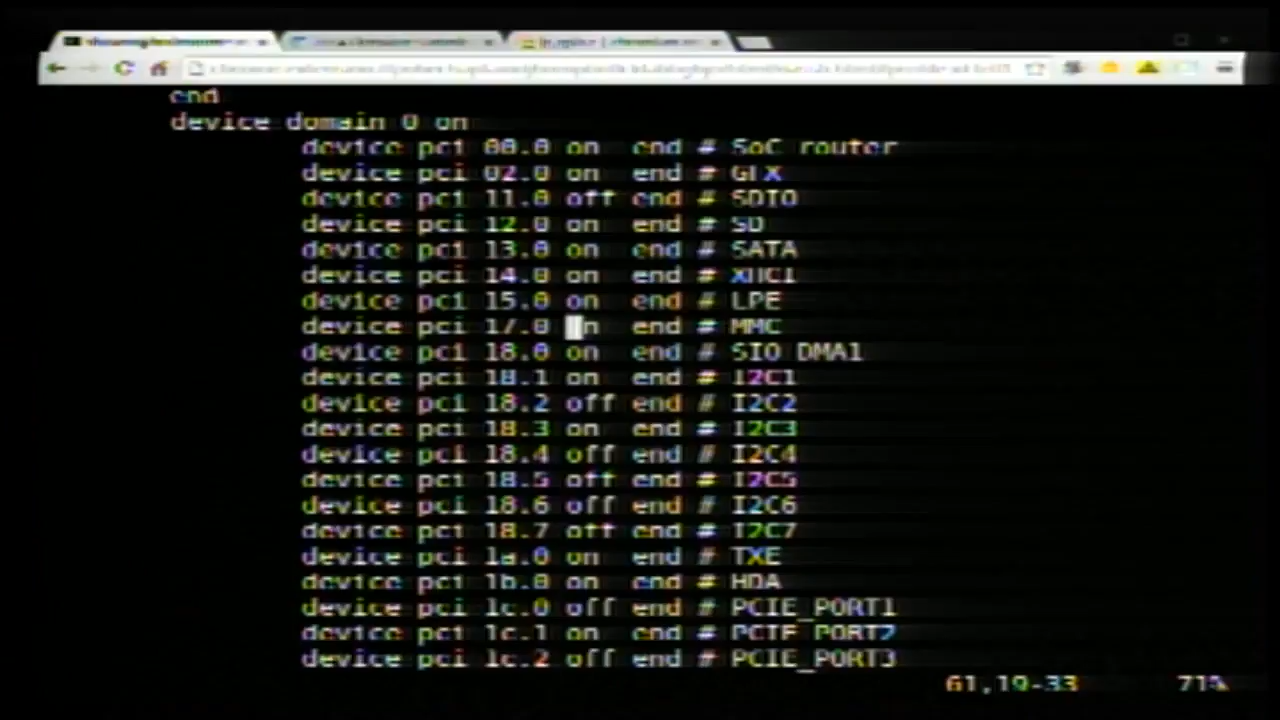 end
device domain 0 on
device pci 00.0 on end # SoC router
device pci 02.0 on end # GFX
device pci 11.0 off end # SDIO
device pci 12.0 on end # SD
device pci 13.0 on end # SATA
device pci 14.0 on end # XHCI
device pci 15.0 on end # LPE
device pci 17.0 on end # MMC
device pci 18.0 on end # SIO_DMA1
device pci 18.1 on end # I2C1
device pci 18.2 off end # I2C2
device pci 18.3 on end # I2C3
device pci 18.4 off end # I2C4
device pci 18.5 off end # I2C5
device pci 18.6 off end # I2C6
device pci 18.7 off end # I2C7
device pci 1a.0 on end # TXE
device pci 1b.0 on end # HDA
device pci 1c.0 off end # PCIE_PORT1
device pci 1c.1 on end # PCIE_PORT2
device pci 1c.2 off end # PCIE_PORT3
61,19-33 71%